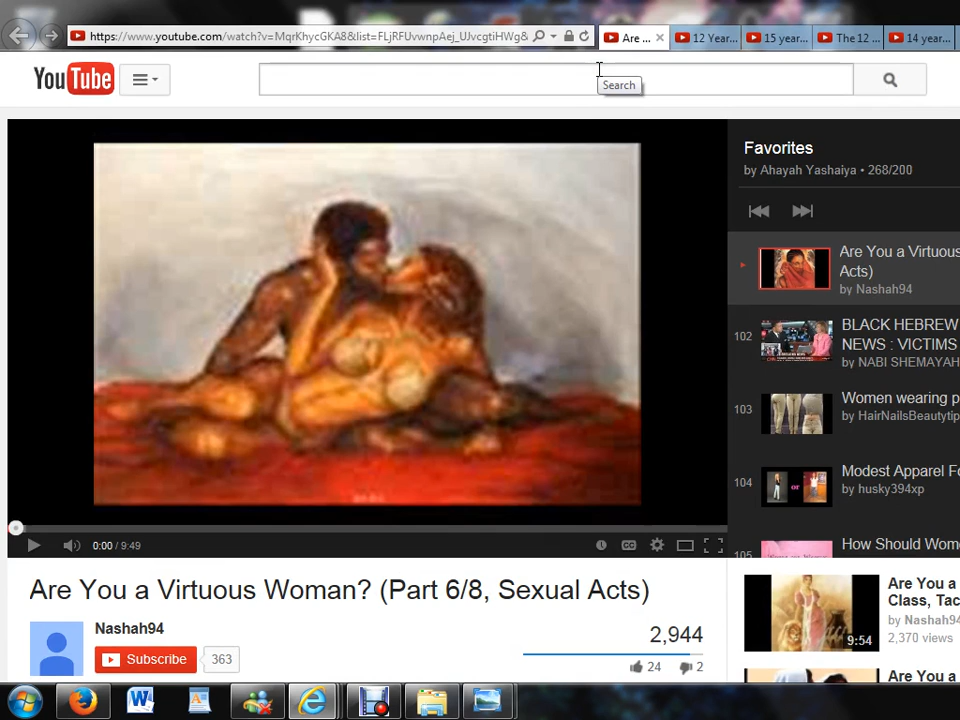 https://www.youtube.com/watch?v=MqrKhycGKA8&list=FLjRFUvwnpAej_UJvcgtiHWg&
Are ...
12 Year...
15 year...
The 12 ...
14 year...
YouTube
Search
Favorites
by Ahayah Yashaiya • 268/200
Are You a Virtuous
Acts)
by Nashah94
102
BLACK HEBREW
NEWS : VICTIMS
by NABI SHEMAYAH
103
Women wearing p
by HairNailsBeautytip
104
or
Modest Apparel Fo
by husky394xp
105
How Should Wom
0:00 / 9:49
CC
Are You a Virtuous Woman? (Part 6/8, Sexual Acts)
Nashah94
Subscribe 363
2,944
24 2
Are You a
Class, Tac
by Nashah94
2,370 views
9:54
Are You a